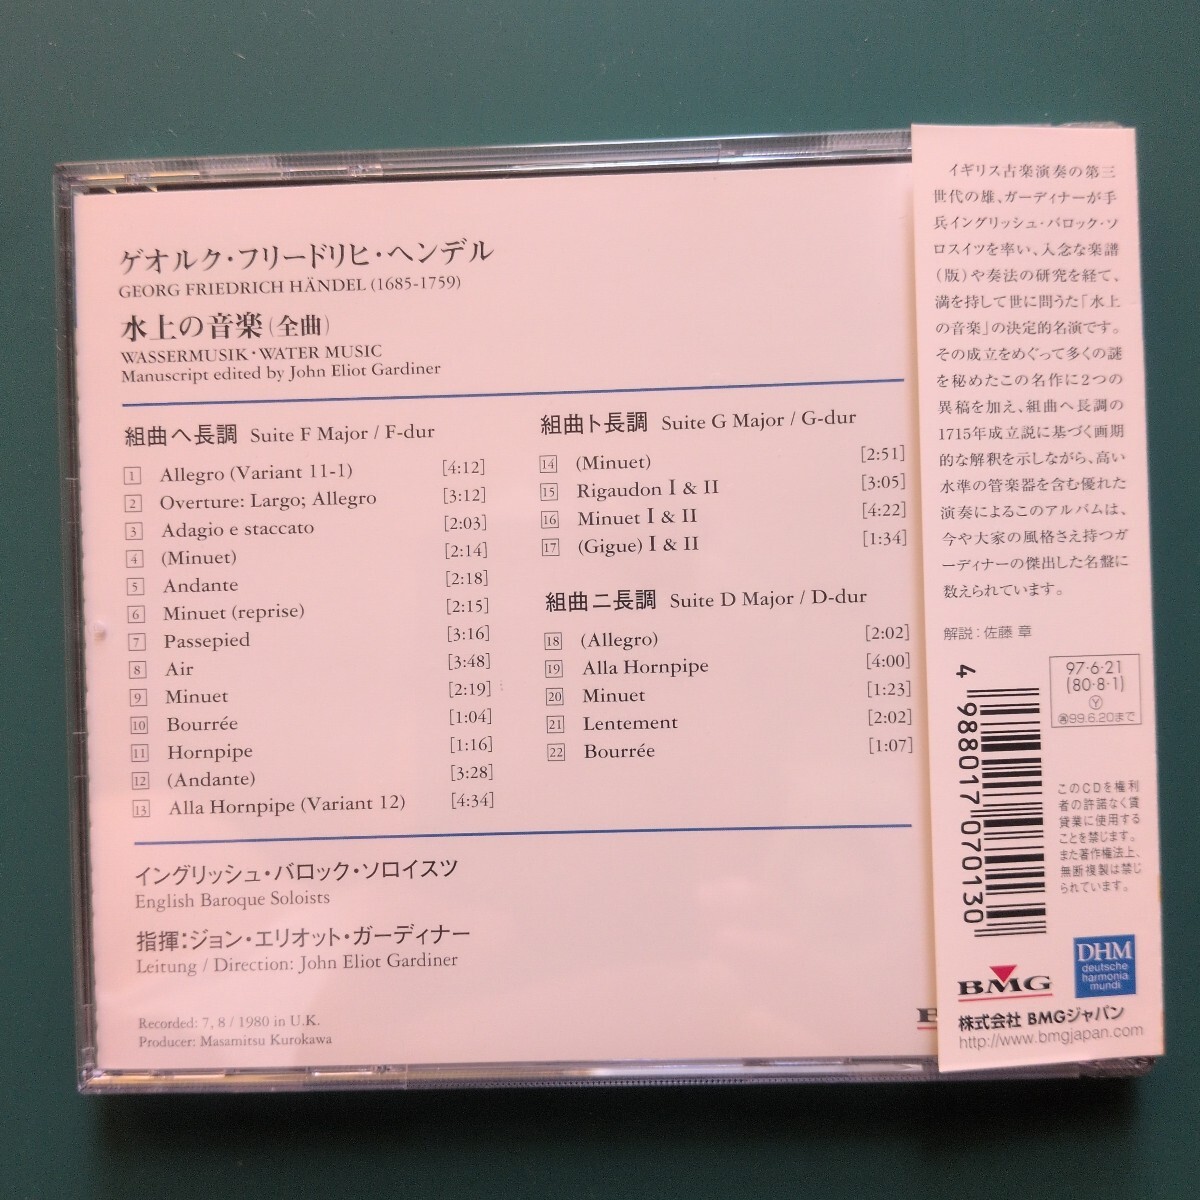 ゲオルク・フリードリヒ・ヘンデル
GEORG FRIEDRICH HÄNDEL (1685-1759)
水上の音楽(全曲)
WASSERMUSIK・WATER MUSIC
Manuscript edited by John Eliot Gardiner
組曲ヘ長調 Suite F Major / F-dur
1 Allegro (Variant 11-1) [4:12]
2 Overture: Largo; Allegro [3:12]
3 Adagio e staccato [2:03]
4 (Minuet) [2:14]
5 Andante [2:18]
6 Minuet (reprise) [2:15]
7 Passepied [3:16]
8 Air [3:48]
9 Minuet [2:19]
10 Bourrée [1:04]
11 Hornpipe [1:16]
12 (Andante) [3:28]
13 Alla Hornpipe (Variant 12) [4:34]
組曲ト長調 Suite G Major / G-dur
14 (Minuet) [2:51]
15 Rigaudon I & II [3:05]
16 Minuet I & II [4:22]
17 (Gigue) I & II [1:34]
組曲ニ長調 Suite D Major / D-dur
18 (Allegro) [2:02]
19 Alla Hornpipe [4:00]
20 Minuet [1:23]
21 Lentement [2:02]
22 Bourrée [1:07]
イングリッシュ・バロック・ソロイスツ
English Baroque Soloists
指揮:ジョン・エリオット・ガーディナー
Leitung / Direction: John Eliot Gardiner
Recorded: 7, 8 / 1980 in U.K.
Producer: Masamitsu Kurokawa
イギリス古楽演奏の第三
世代の雄、ガーディナーが手
兵イングリッシュ・バロック・ソ
ロイスツを率い、入念な楽譜
(版)や奏法の研究を経て、
満を持して世に問うた「水上
の音楽」の決定的名演です。
その成立をめぐって多くの謎
を秘めたこの名作に2つの
異稿を加え、組曲ヘ長調の
1715年成立説に基づく画期
的な解釈を示しながら、高い
水準の管楽器を含む優れた
演奏によるこのアルバムは、
今や大家の風格さえ持つガ
ーディナーの傑出した名盤に
数えられています。
解説:佐藤 章
4 988017 070130
97・6・21
(80・8・1)
Ⓨ
再99.6.20まで
このCDを権利
者の許諾なく賃
貸業に使用する
ことを禁じます。
また著作権法上、
無断複製は禁じ
られています。
BMG
DHM
deutsche
harmonia
mundi
株式会社 BMGジャパン
http://www.bmgjapan.com